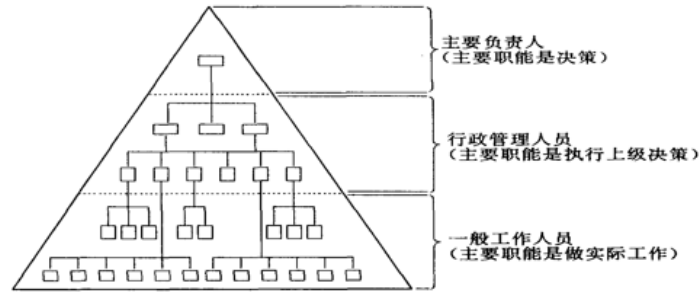 主要负责人
(主要职能是决策)
行政管理人员
(主要职能是执行上级决策)
一般工作人员
(主要职能是做实际工作)